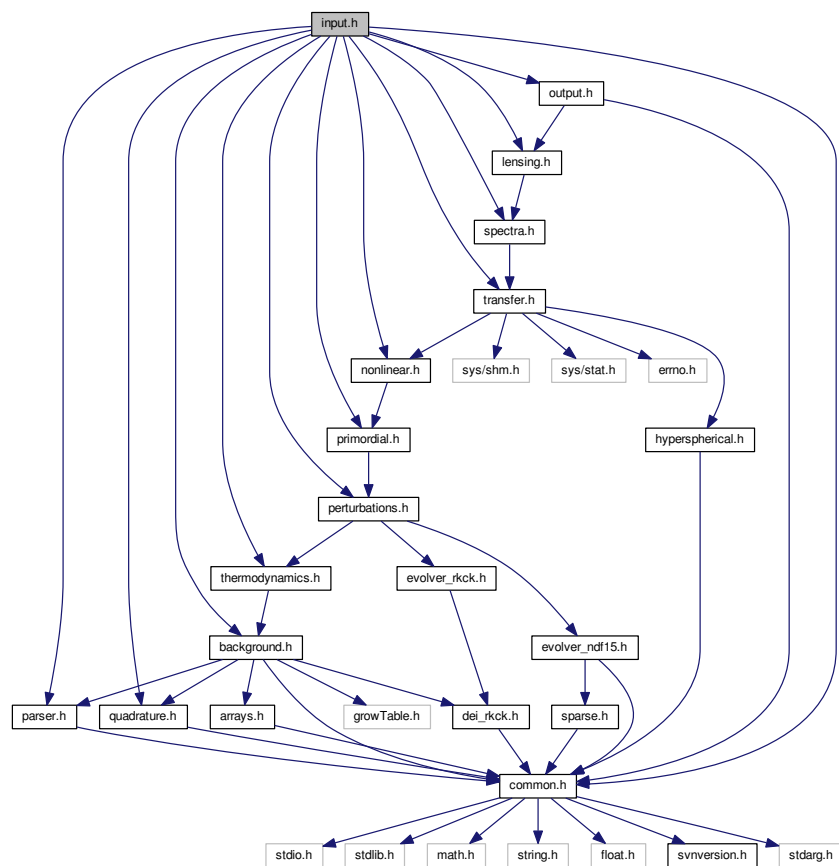 input.h
output.h
lensing.h
spectra.h
transfer.h
nonlinear.h
sys/shm.h
sys/stat.h
errno.h
primordial.h
hyperspherical.h
perturbations.h
thermodynamics.h
evolver_rkck.h
background.h
evolver_ndf15.h
parser.h
quadrature.h
arrays.h
growTable.h
dei_rkck.h
sparse.h
common.h
stdio.h
stdlib.h
math.h
string.h
float.h
svnversion.h
stdarg.h